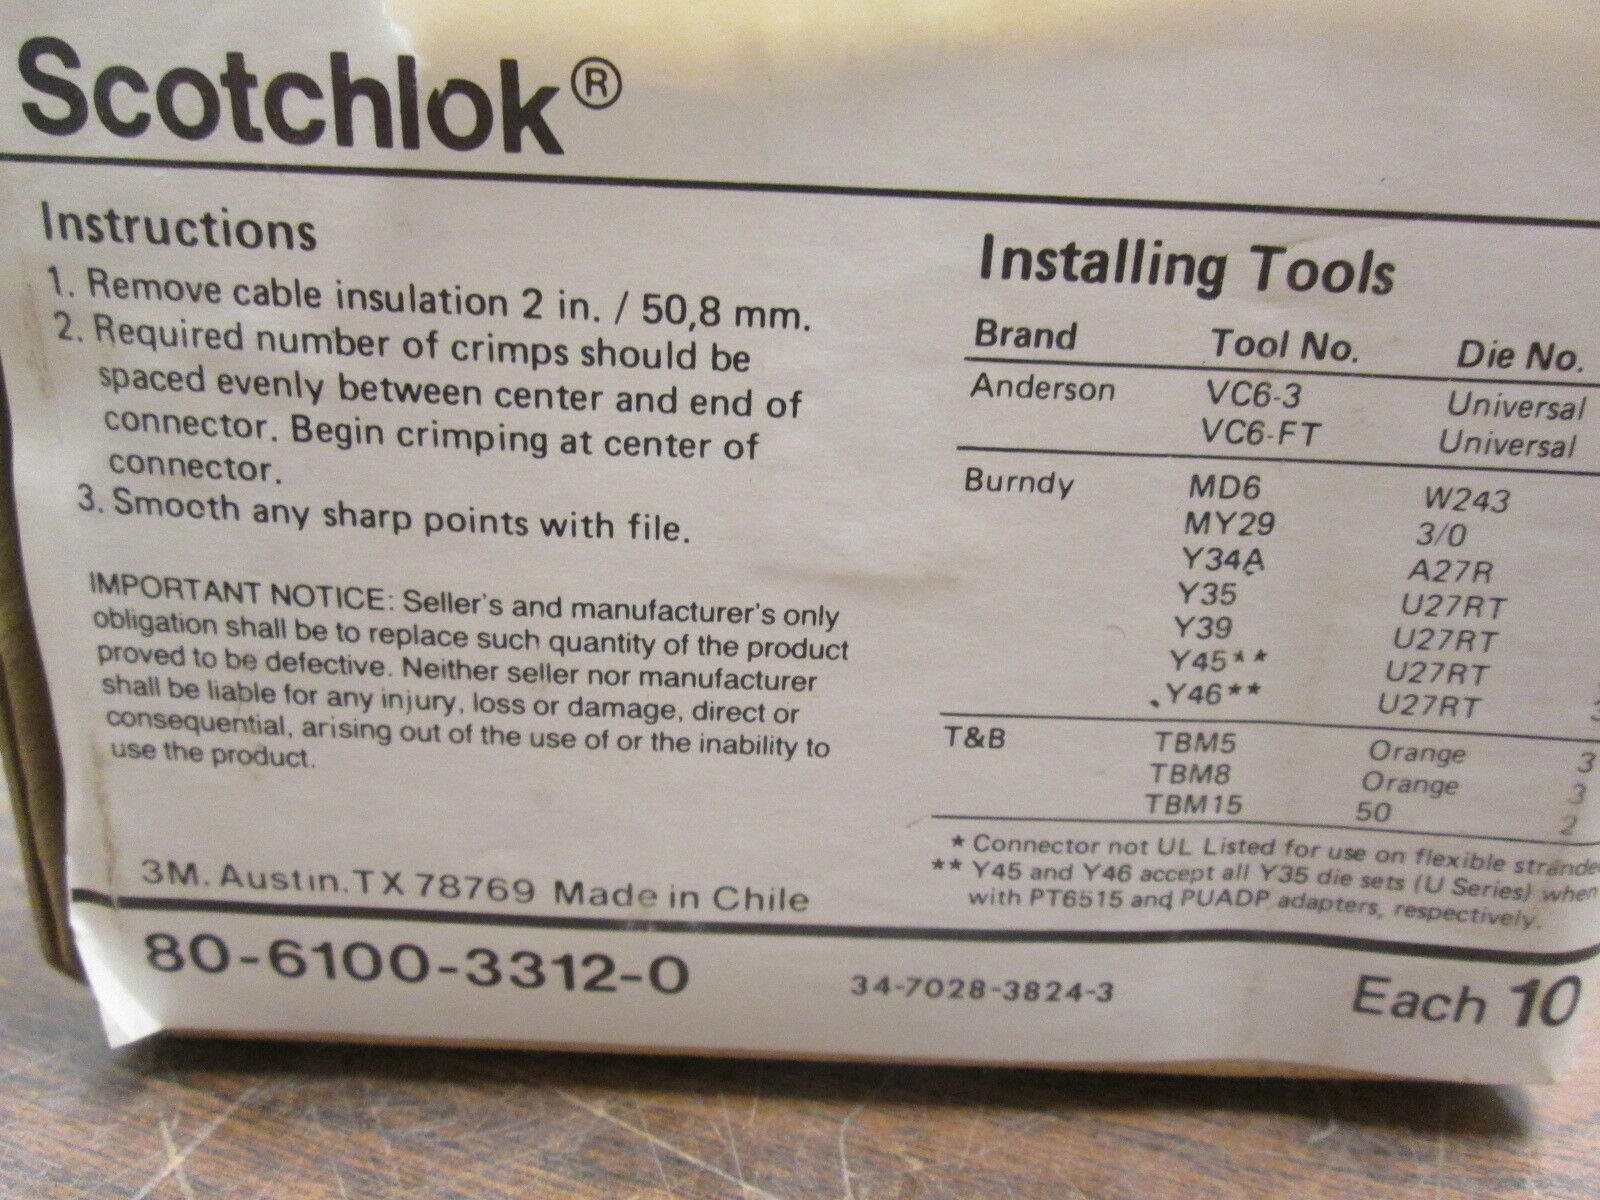 Scotchlok®
Instructions
1. Remove cable insulation 2 in. / 50,8 mm.
2. Required number of crimps should be
spaced evenly between center and end of
connector. Begin crimping at center of
connector.
3. Smooth any sharp points with file.
IMPORTANT NOTICE: Seller's and manufacturer's only
obligation shall be to replace such quantity of the product
proved to be defective. Neither seller nor manufacturer
shall be liable for any injury, loss or damage, direct or
consequential, arising out of the use of or the inability to
use the product.
3M. Austin. TX 78769 Made in Chile
Installing Tools
Brand Tool No. Die No.
Anderson VC6-3 Universal
VC6-FT Universal
Burndy MD6 W243
MY29 3/0
Y34A A27R
Y35 U27RT
Y39 U27RT
Y45** U27RT
Y46** U27RT
T&B TBM5 Orange 3
TBM8 Orange 3
TBM15 50 2
* Connector not UL Listed for use on flexible
** Y45 and Y46 accept all Y35 die sets (U Series) when
with PT6515 and PUADP adapters, respectively.
80-6100-3312-0 34-7028-3824-3 Each 10